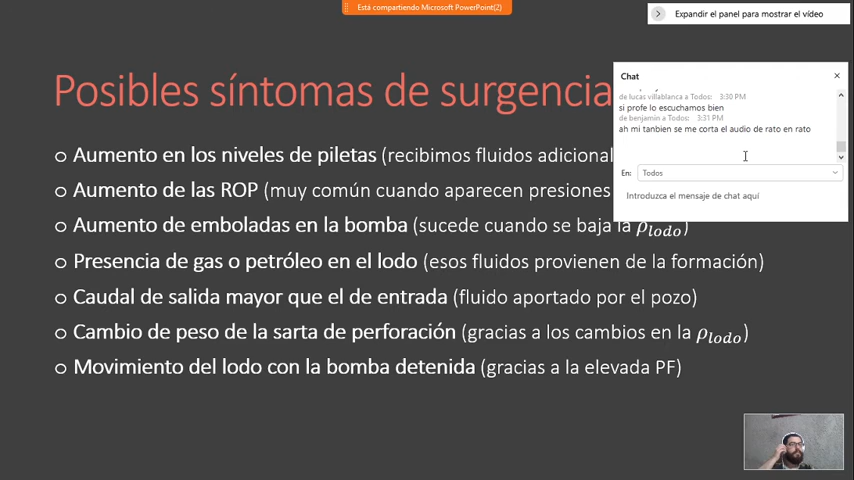 Está compartiendo Microsoft PowerPoint(2)
Expandir el panel para mostrar el vídeo
Posibles síntomas de surgencia
Chat
de lucas villablanca a Todos: 3:30 PM
si profe lo escuchamos bien
de benjamin a Todos: 3:31 PM
ah mi tanbien se me corta el audio de rato en rato
En: Todos
Introduzca el mensaje de chat aquí
o Aumento en los niveles de piletas (recibimos fluidos adicional
o Aumento de las ROP (muy común cuando aparecen presiones
o Aumento de emboladas en la bomba (sucede cuando se baja la ρlodo)
o Presencia de gas o petróleo en el lodo (esos fluidos provienen de la formación)
o Caudal de salida mayor que el de entrada (fluido aportado por el pozo)
o Cambio de peso de la sarta de perforación (gracias a los cambios en la ρlodo)
o Movimiento del lodo con la bomba detenida (gracias a la elevada PF)